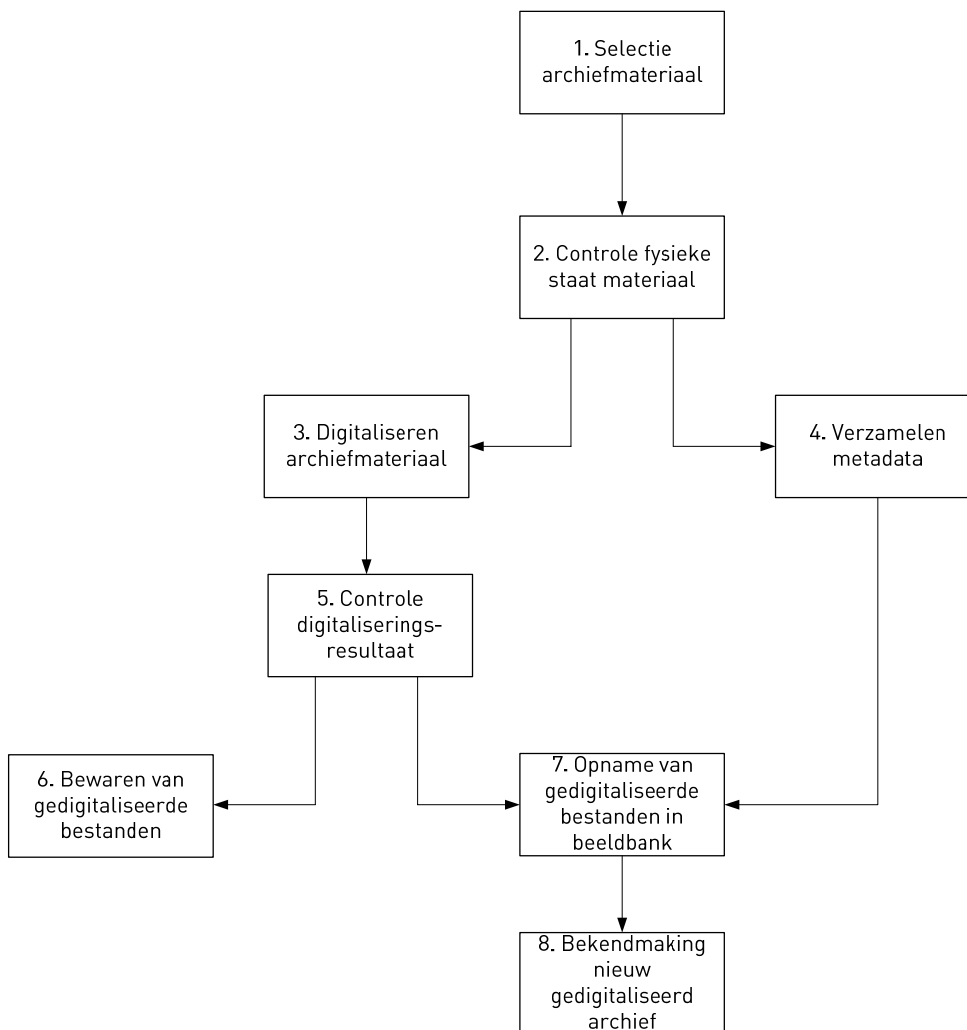 1. Selectie
archiefmateriaal
2. Controle fysieke
staat materiaal
3. Digitaliseren
archiefmateriaal
4. Verzamelen
metadata
5. Controle
digitaliserings-
resultaat
6. Bewaren van
gedigitaliseerde
bestanden
7. Opname van
gedigitaliseerde
bestanden in
beeldbank
8. Bekendmaking
nieuw
gedigitaliseerd
archief